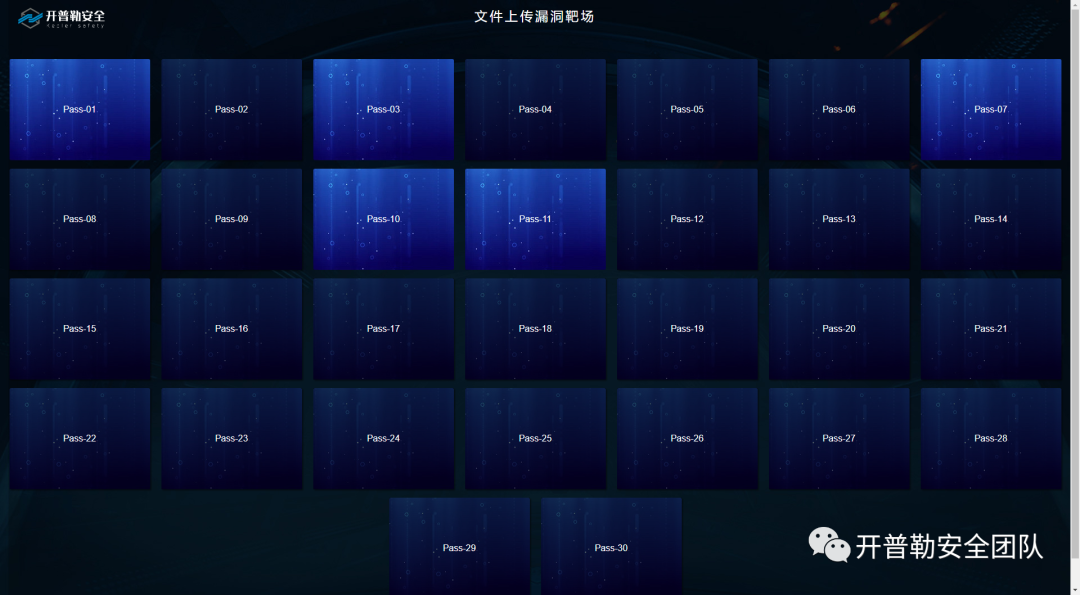 开普勒安全
Kepler safety
文件上传漏洞靶场
Pass-01
Pass-02
Pass-03
Pass-04
Pass-05
Pass-06
Pass-07
Pass-08
Pass-09
Pass-10
Pass-11
Pass-12
Pass-13
Pass-14
Pass-15
Pass-16
Pass-17
Pass-18
Pass-19
Pass-20
Pass-21
Pass-22
Pass-23
Pass-24
Pass-25
Pass-26
Pass-27
Pass-28
Pass-29
Pass-30
开普勒安全团队